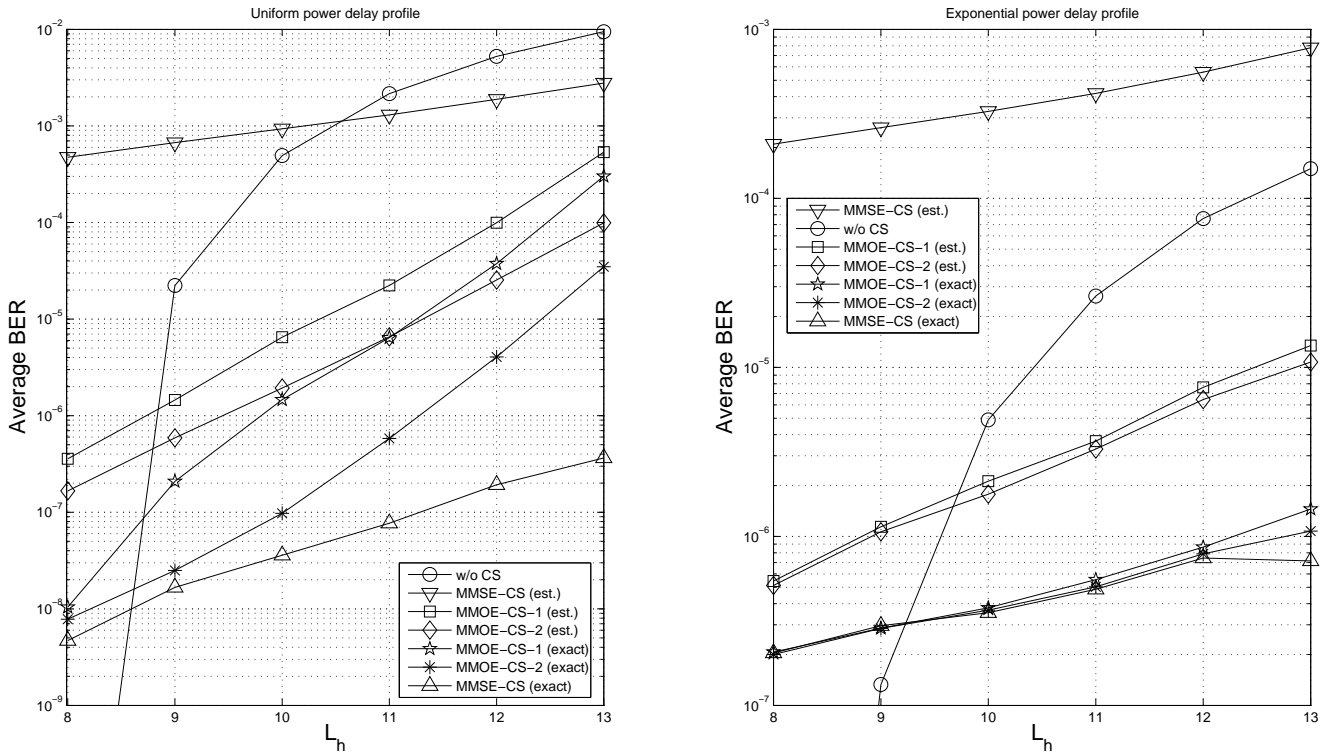 Uniform power delay profile
10⁻²
10⁻³
10⁻⁴
10⁻⁵
10⁻⁶
10⁻⁷
10⁻⁸
10⁻⁹
Average BER
8 9 10 11 12 13
L_h
w/o CS
MMSE−CS (est.)
MMOE−CS−1 (est.)
MMOE−CS−2 (est.)
MMOE−CS−1 (exact)
MMOE−CS−2 (exact)
MMSE−CS (exact)
Exponential power delay profile
10⁻³
10⁻⁴
10⁻⁵
10⁻⁶
10⁻⁷
Average BER
8 9 10 11 12 13
L_h
MMSE−CS (est.)
w/o CS
MMOE−CS−1 (est.)
MMOE−CS−2 (est.)
MMOE−CS−1 (exact)
MMOE−CS−2 (exact)
MMSE−CS (exact)